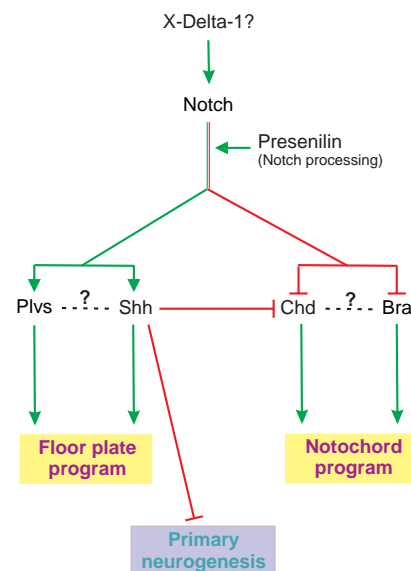 X-Delta-1?
Notch
Presenilin
(Notch processing)
Plvs ? Shh Chd ? Bra
Floor plate
program
Notochord
program
Primary
neurogenesis